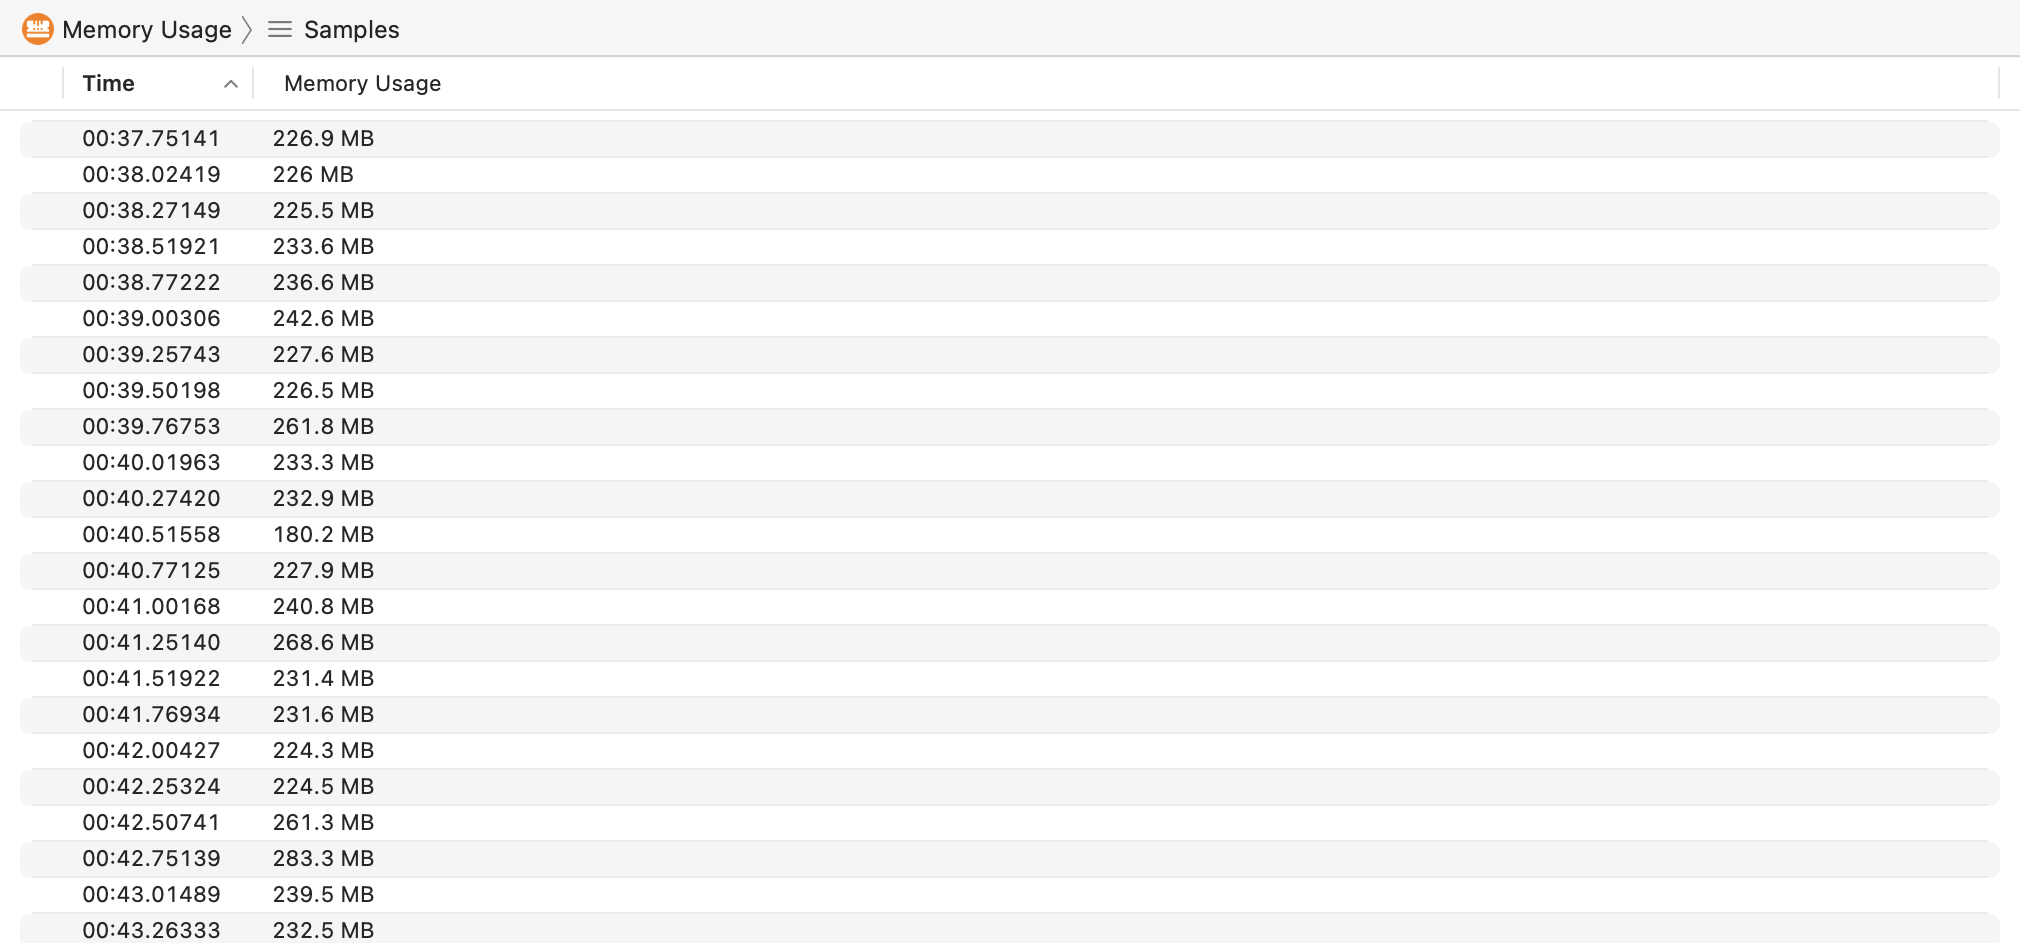 Memory Usage Samples
Time Memory Usage
00:37.75141 226.9 MB
00:38.02419 226 MB
00:38.27149 225.5 MB
00:38.51921 233.6 MB
00:38.77222 236.6 MB
00:39.00306 242.6 MB
00:39.25743 227.6 MB
00:39.50198 226.5 MB
00:39.76753 261.8 MB
00:40.01963 233.3 MB
00:40.27420 232.9 MB
00:40.51558 180.2 MB
00:40.77125 227.9 MB
00:41.00168 240.8 MB
00:41.25140 268.6 MB
00:41.51922 231.4 MB
00:41.76934 231.6 MB
00:42.00427 224.3 MB
00:42.25324 224.5 MB
00:42.50741 261.3 MB
00:42.75139 283.3 MB
00:43.01489 239.5 MB
00:43.26333 232.5 MB